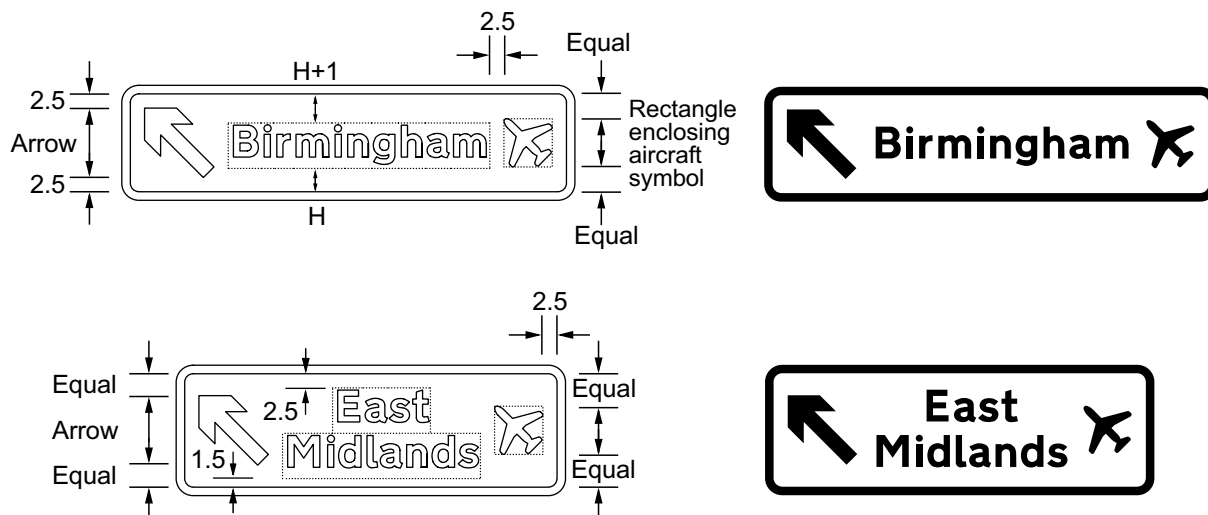 2.5
Equal
H+1
2.5
Birmingham
Rectangle
enclosing
aircraft
symbol
Arrow
2.5
H
Equal
Birmingham
2.5
Equal
Equal
2.5
East
Arrow
Midlands
1.5
Equal
Equal
East
Midlands